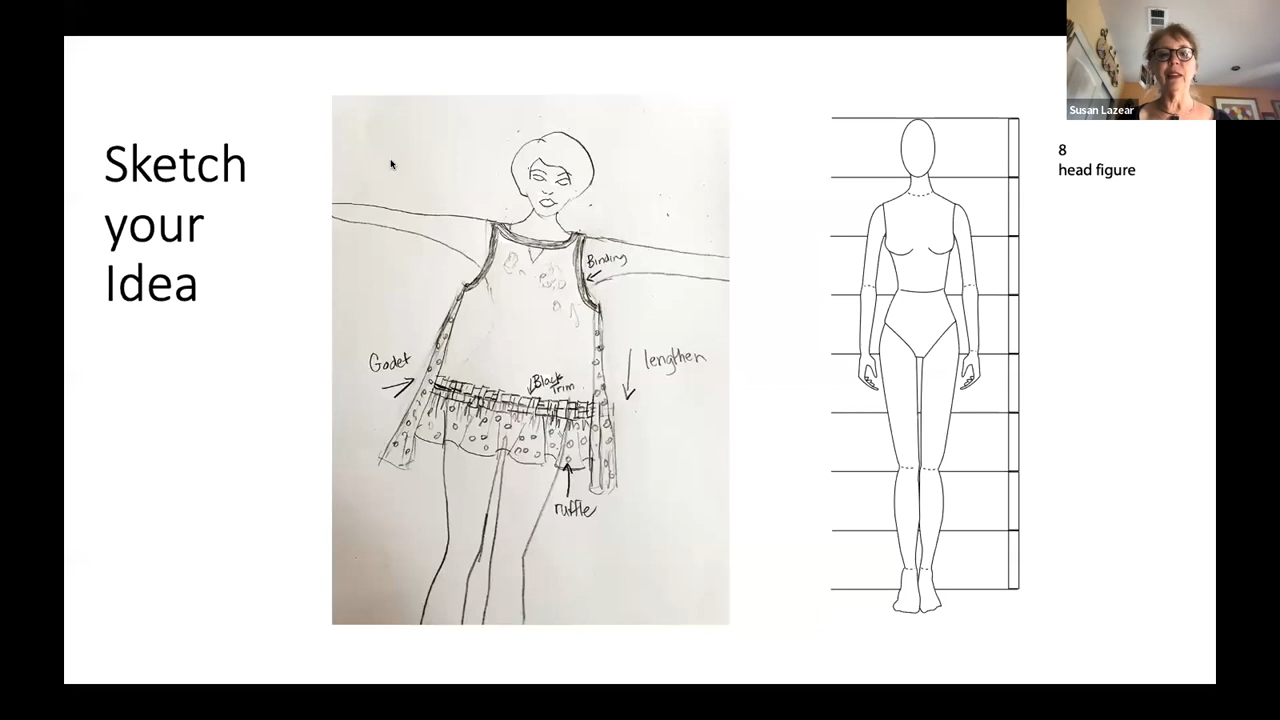 Sketch
your
Idea
Binding
Godet
lengthen
Black
Trim
ruffle
8
head figure
Susan Lazear